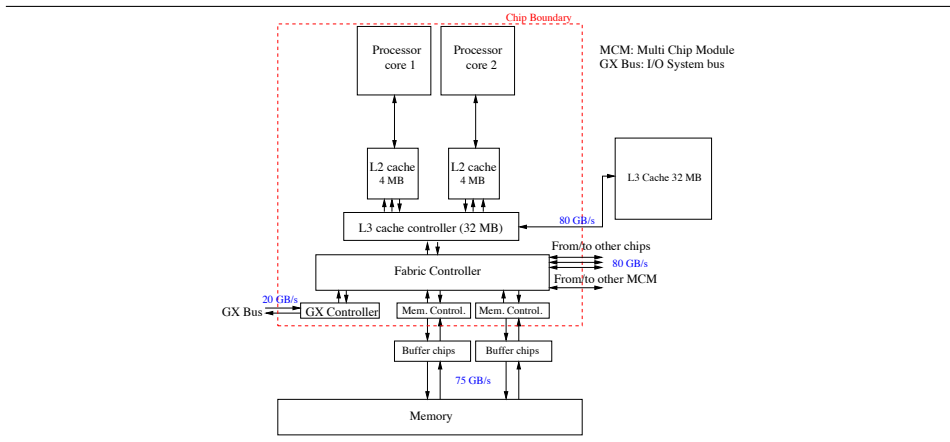 Chip Boundary
Processor
core 1
Processor
core 2
MCM: Multi Chip Module
GX Bus: I/O System bus
L2 cache
4 MB
L2 cache
4 MB
L3 Cache 32 MB
80 GB/s
L3 cache controller (32 MB)
From/to other chips
80 GB/s
Fabric Controller
From/to other MCM
20 GB/s
GX Bus
GX Controller
Mem. Control.
Mem. Control.
Buffer chips
Buffer chips
75 GB/s
Memory